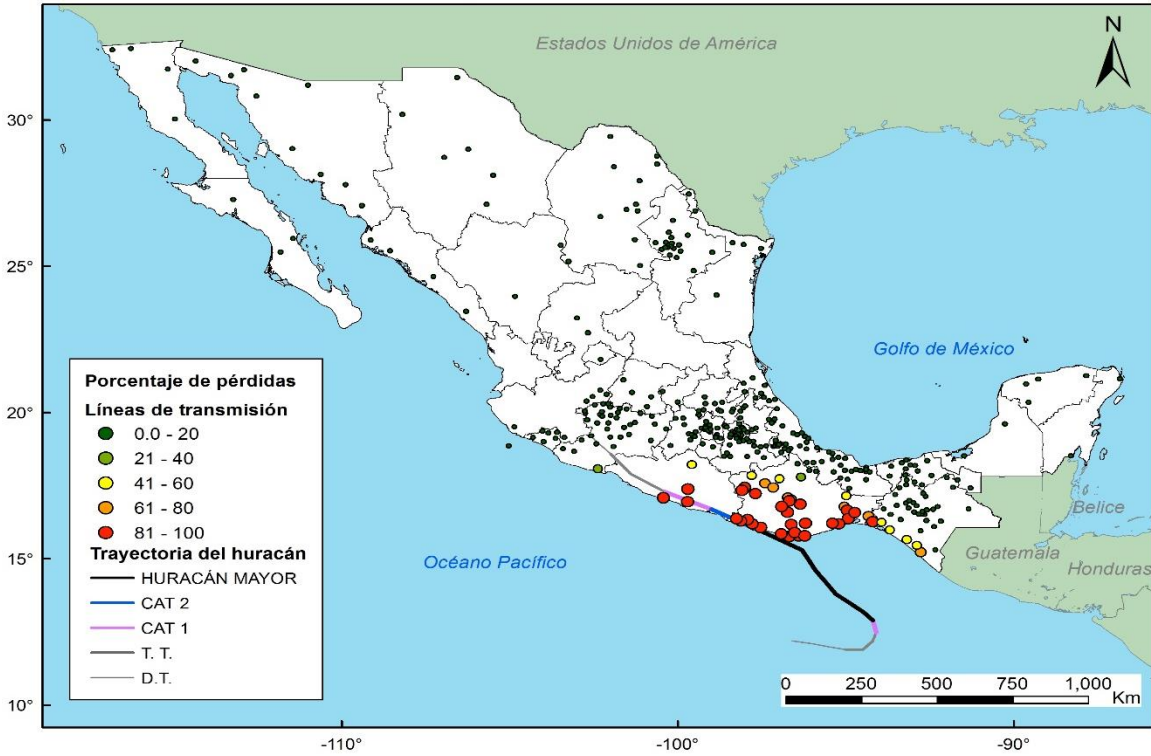 Estados Unidos de América
N
30°
25°
20°
15°
10°
Golfo de México
Porcentaje de pérdidas
Líneas de transmisión
0.0 - 20
21 - 40
41 - 60
61 - 80
81 - 100
Trayectoria del huracán
HURACÁN MAYOR
CAT 2
CAT 1
T. T.
D.T.
Océano Pacífico
Belice
Guatemala
Honduras
0 250 500 750 1,000
Km
-110° -100° -90°